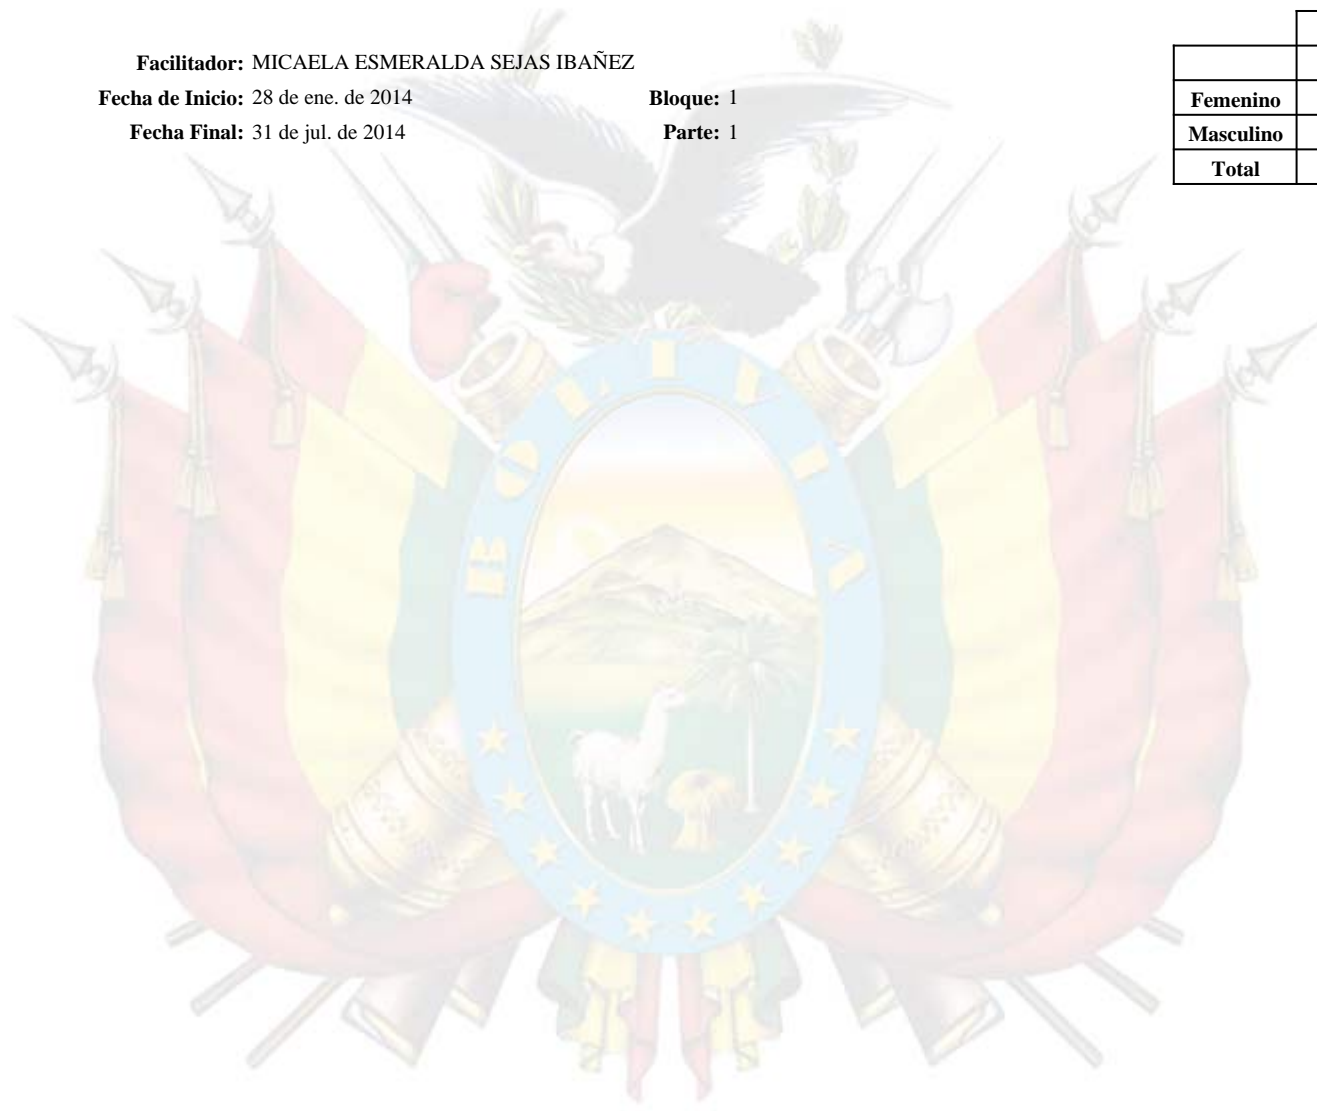 Facilitador: MICAELA ESMERALDA SEJAS IBAÑEZ
Fecha de Inicio: 28 de ene. de 2014 Bloque: 1
Fecha Final: 31 de jul. de 2014 Parte: 1
Femenino
Masculino
Total
BOLIVIA